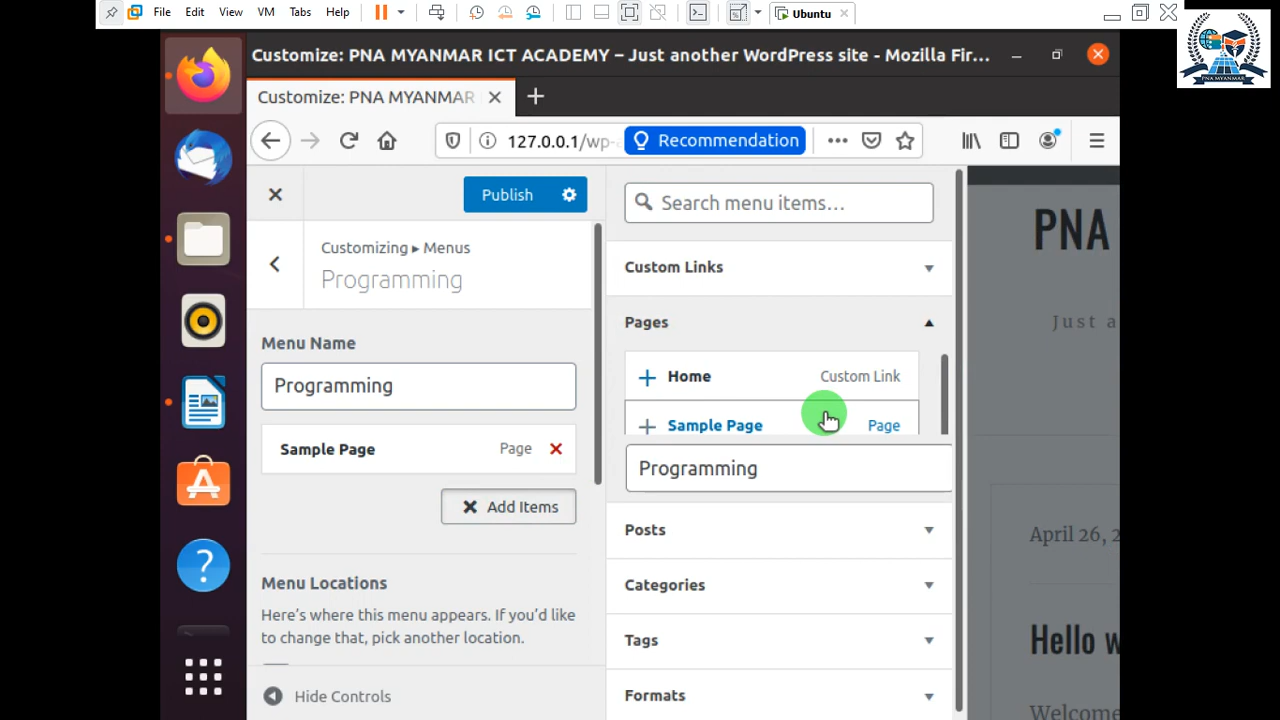 File Edit View VM Tabs Help
Ubuntu
PNA MYANMAR
Customize: PNA MYANMAR ICT ACADEMY – Just another WordPress site - Mozilla Fir...
Customize: PNA MYANMAR
127.0.0.1/wp-
Recommendation
Publish
Customizing ▸ Menus
Programming
Menu Name
Programming
Sample Page Page
Add Items
Menu Locations
Here's where this menu appears. If you'd like
to change that, pick another location.
Hide Controls
Search menu items…
Custom Links
Pages
Home Custom Link
Sample Page Page
Programming
Posts
Categories
Tags
Formats
PNA
Just a
April 26, 2
Hello w
Welcome